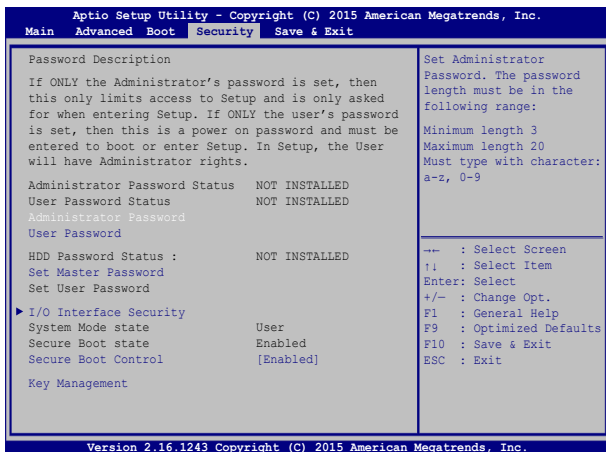 Aptio Setup Utility - Copyright (C) 2015 American Megatrends, Inc.
Main Advanced Boot Security Save & Exit
Password Description
If ONLY the Administrator's password is set, then
this only limits access to Setup and is only asked
for when entering Setup. If ONLY the user's password
is set, then this is a power on password and must be
entered to boot or enter Setup. In Setup, the User
will have Administrator rights.
Administrator Password Status NOT INSTALLED
User Password Status NOT INSTALLED
Administrator Password
User Password
HDD Password Status : NOT INSTALLED
Set Master Password
Set User Password
I/O Interface Security
System Mode state User
Secure Boot state Enabled
Secure Boot Control [Enabled]
Key Management
Set Administrator
Password. The password
length must be in the
following range:
Minimum length 3
Maximum length 20
Must type with character:
a-z, 0-9
→← : Select Screen
↑↓ : Select Item
Enter: Select
+/— : Change Opt.
F1 : General Help
F9 : Optimized Defaults
F10 : Save & Exit
ESC : Exit
Version 2.16.1243 Copyright (C) 2015 American Megatrends, Inc.